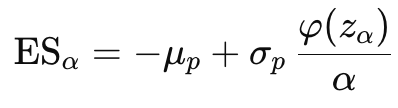 ES_α = −μ_p + σ_p φ(z_α)/α